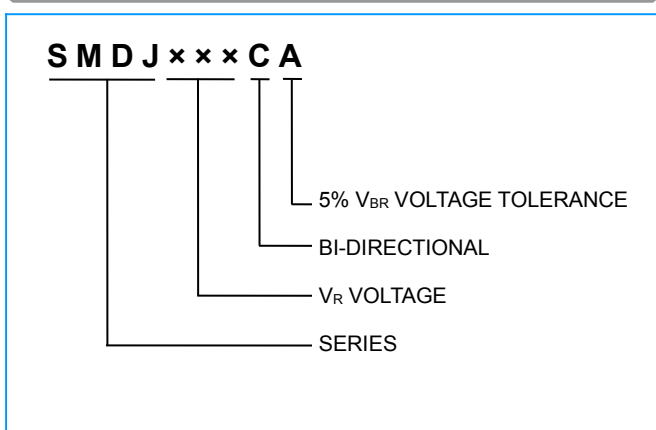 SMDJ×××CA
5% VBR VOLTAGE TOLERANCE
BI-DIRECTIONAL
VR VOLTAGE
SERIES